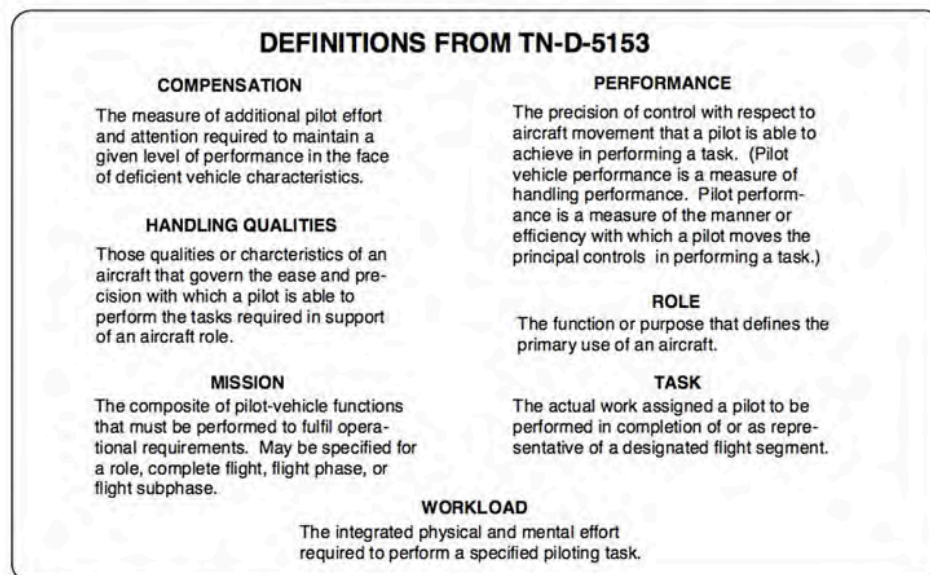 DEFINITIONS FROM TN-D-5153
COMPENSATION
The measure of additional pilot effort
and attention required to maintain a
given level of performance in the face
of deficient vehicle characteristics.
HANDLING QUALITIES
Those qualities or charcteristics of an
aircraft that govern the ease and pre-
cision with which a pilot is able to
perform the tasks required in support
of an aircraft role.
MISSION
The composite of pilot-vehicle functions
that must be performed to fulfil opera-
tional requirements.  May be specified for
a role, complete flight, flight phase, or
flight subphase.
PERFORMANCE
The precision of control with respect to
aircraft movement that a pilot is able to
achieve in performing a task.  (Pilot
vehicle performance is a measure of
handling performance.  Pilot perform-
ance is a measure of the manner or
efficiency with which a pilot moves the
principal controls  in performing a task.)
ROLE
The function or purpose that defines the
primary use of an aircraft.
TASK
The actual work assigned a pilot to be
performed in completion of or as repre-
sentative of a designated flight segment.
WORKLOAD
The integrated physical and mental effort
required to perform a specified piloting task.